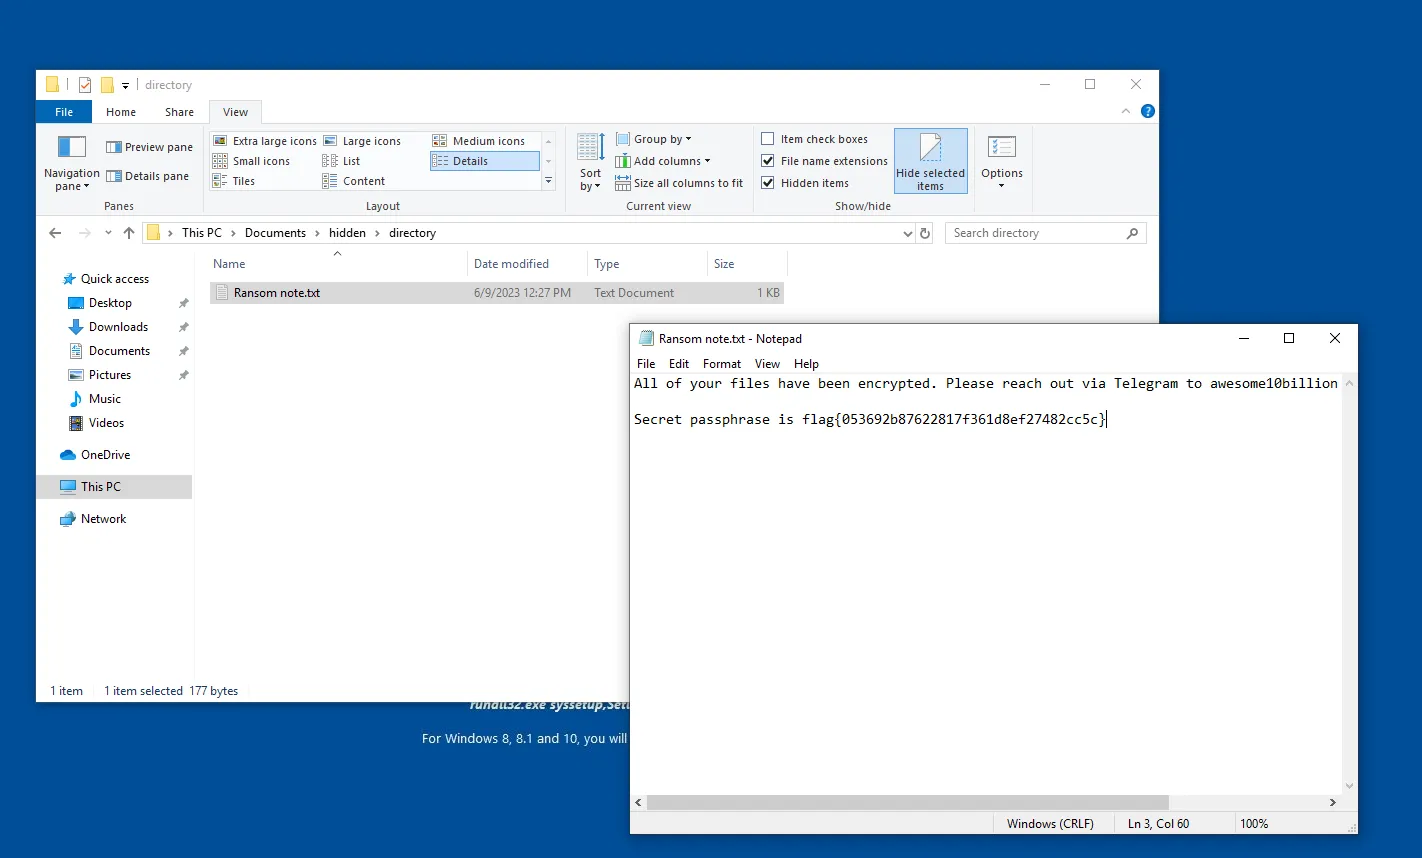 directory
File Home Share View
Navigation pane
Preview pane
Details pane
Panes
Extra large icons Large icons Medium icons
Small icons List Details
Tiles Content
Layout
Sort by
Group by
Add columns
Size all columns to fit
Current view
Item check boxes
File name extensions
Hidden items
Hide selected items
Show/hide
Options
This PC > Documents > hidden > directory
Search directory
Name Date modified Type Size
Ransom note.txt 6/9/2023 12:27 PM Text Document 1 KB
Quick access
Desktop
Downloads
Documents
Pictures
Music
Videos
OneDrive
This PC
Network
1 item 1 item selected 177 bytes
Ransom note.txt - Notepad
File Edit Format View Help
All of your files have been encrypted. Please reach out via Telegram to awesome10billion
Secret passphrase is flag{053692b87622817f361d8ef27482cc5c}
Windows (CRLF) Ln 3, Col 60 100%
rundll32.exe syssetup,Set
For Windows 8, 8.1 and 10, you will